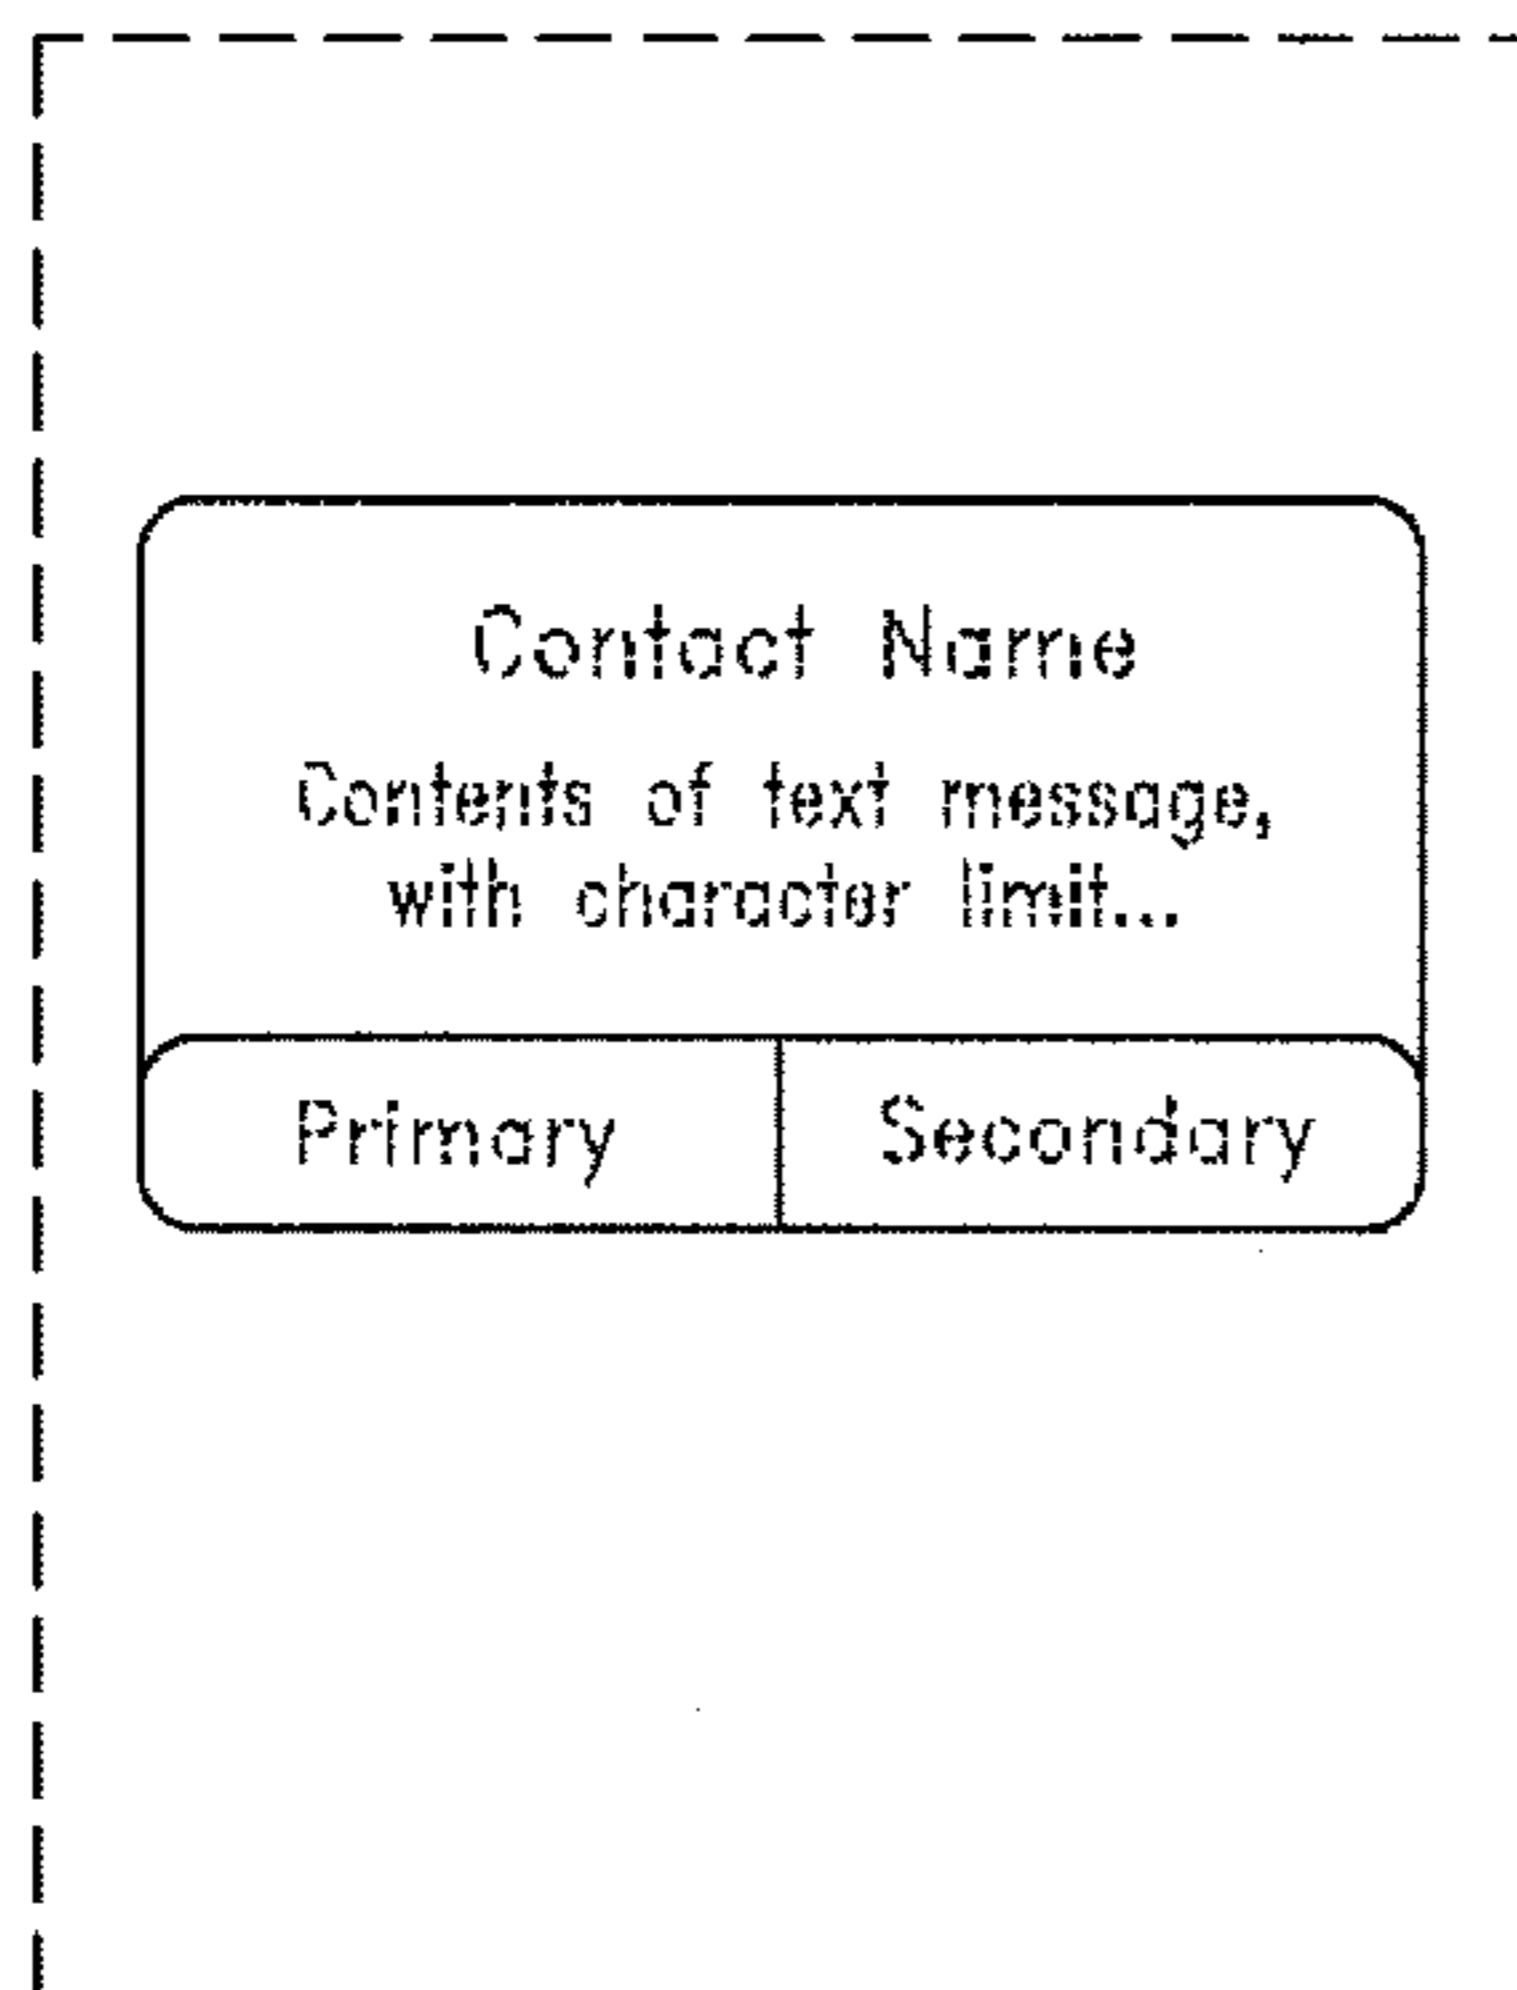 Contact Name
Contents of text message,
with character limit...
Primary Secondary